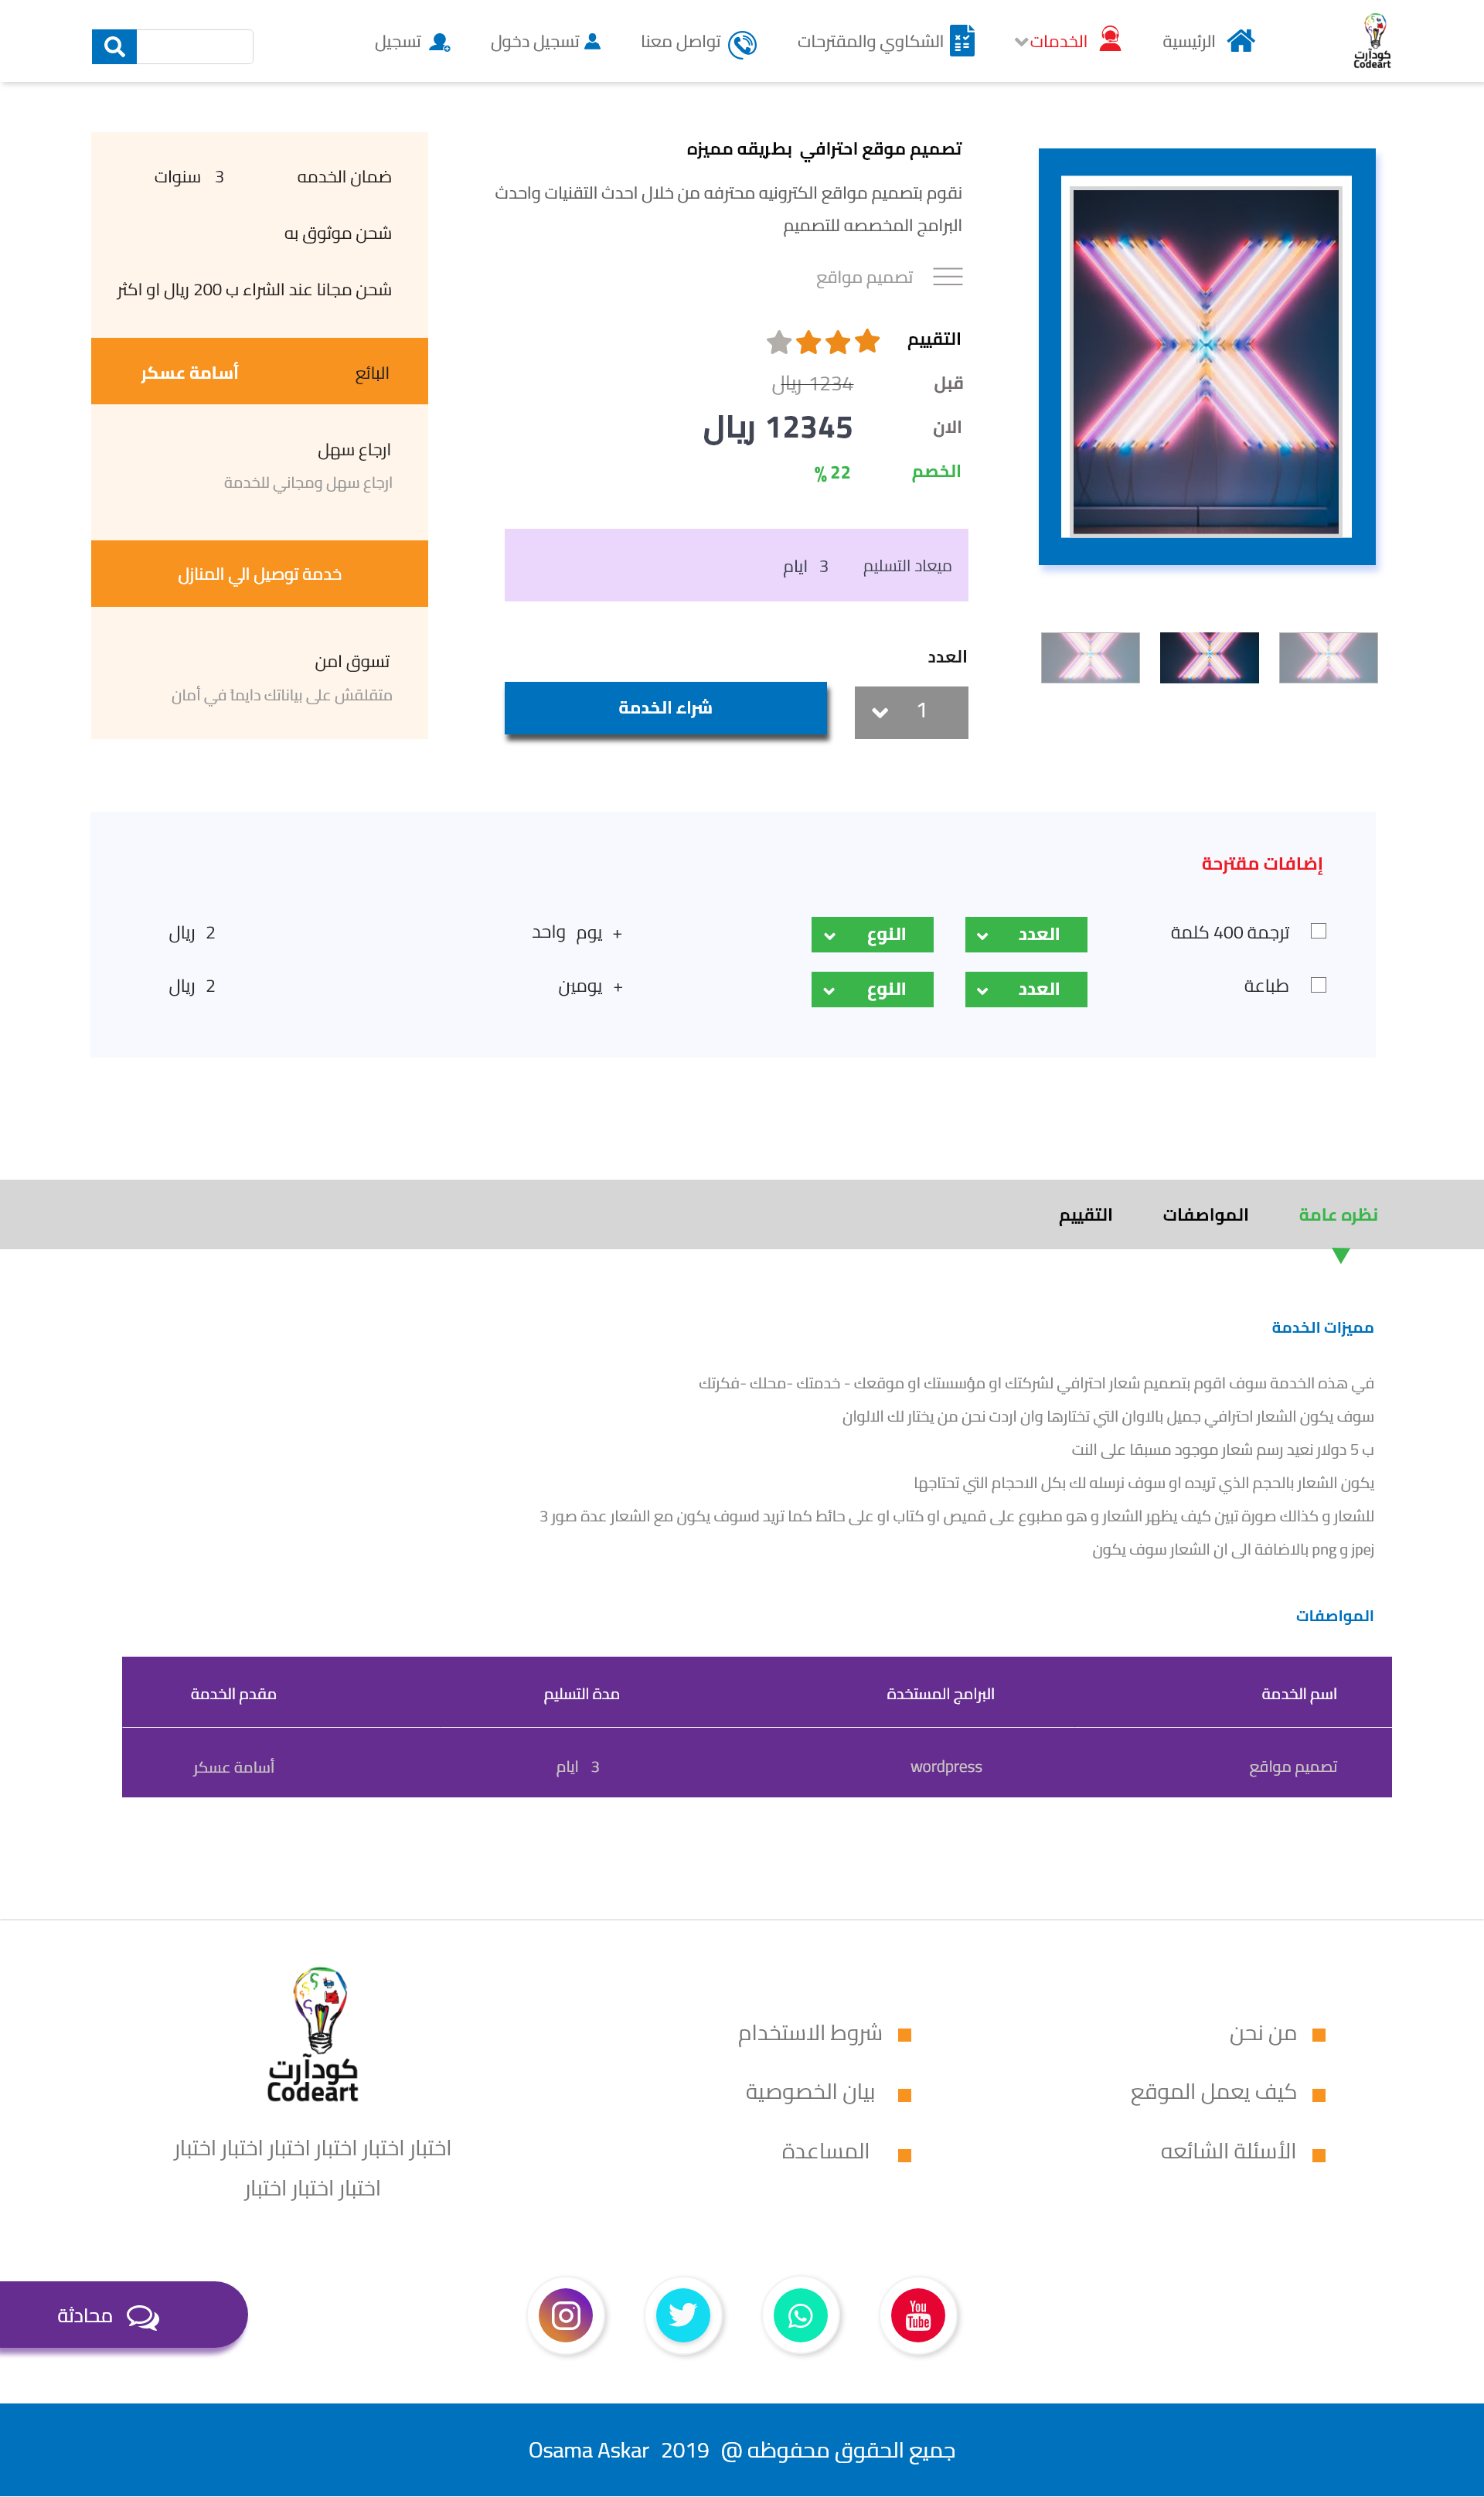 كودآرت
Codeart
الرئيسية
الخدمات
الشكاوي والمقترحات
تواصل معنا
تسجيل دخول
تسجيل
تصميم موقع احترافي بطريقه مميزه
نقوم بتصميم مواقع الكترونيه محترفه من خلال احدث التقنيات واحدث
البرامج المخصصه للتصميم
تصميم مواقع
التقييم
قبل 1234 ريال
الان 12345 ريال
الخصم 22 %
ميعاد التسليم 3 ايام
العدد
1
شراء الخدمة
ضمان الخدمه 3 سنوات
شحن موثوق به
شحن مجانا عند الشراء ب 200 ريال او اكثر
البائع أسامة عسكر
ارجاع سهل
ارجاع سهل ومجاني للخدمة
خدمة توصيل الي المنازل
تسوق امن
متقلقش على بياناتك دايما في أمان
إضافات مقترحة
ترجمة 400 كلمة العدد النوع + يوم واحد 2 ريال
طباعة العدد النوع + يومين 2 ريال
نظره عامة المواصفات التقييم
مميزات الخدمة
في هذه الخدمة سوف اقوم بتصميم شعار احترافي لشركتك او مؤسستك او موقعك - خدمتك -محلك -فكرتك
سوف يكون الشعار احترافي جميل بالاوان التي تختارها وان اردت نحن من يختار لك الالوان
ب 5 دولار نعيد رسم شعار موجود مسبقا على النت
يكون الشعار بالحجم الذي تريده او سوف نرسله لك بكل الاحجام التي تحتاجها
للشعار و كذالك صورة تبين كيف يظهر الشعار و هو مطبوع على قميص او كتاب او على حائط كما تريد dسوف يكون مع الشعار عدة صور 3
jpej و png بالاضافة الى ان الشعار سوف يكون
المواصفات
اسم الخدمة البرامج المستخدة مدة التسليم مقدم الخدمة
تصميم مواقع wordpress 3 ايام أسامة عسكر
من نحن
كيف يعمل الموقع
الأسئلة الشائعه
شروط الاستخدام
بيان الخصوصية
المساعدة
كودآرت
Codeart
اختبار اختبار اختبار اختبار اختبار اختبار
اختبار اختبار اختبار
You
Tube
محادثة
جميع الحقوق محفوظه @ 2019 Osama Askar